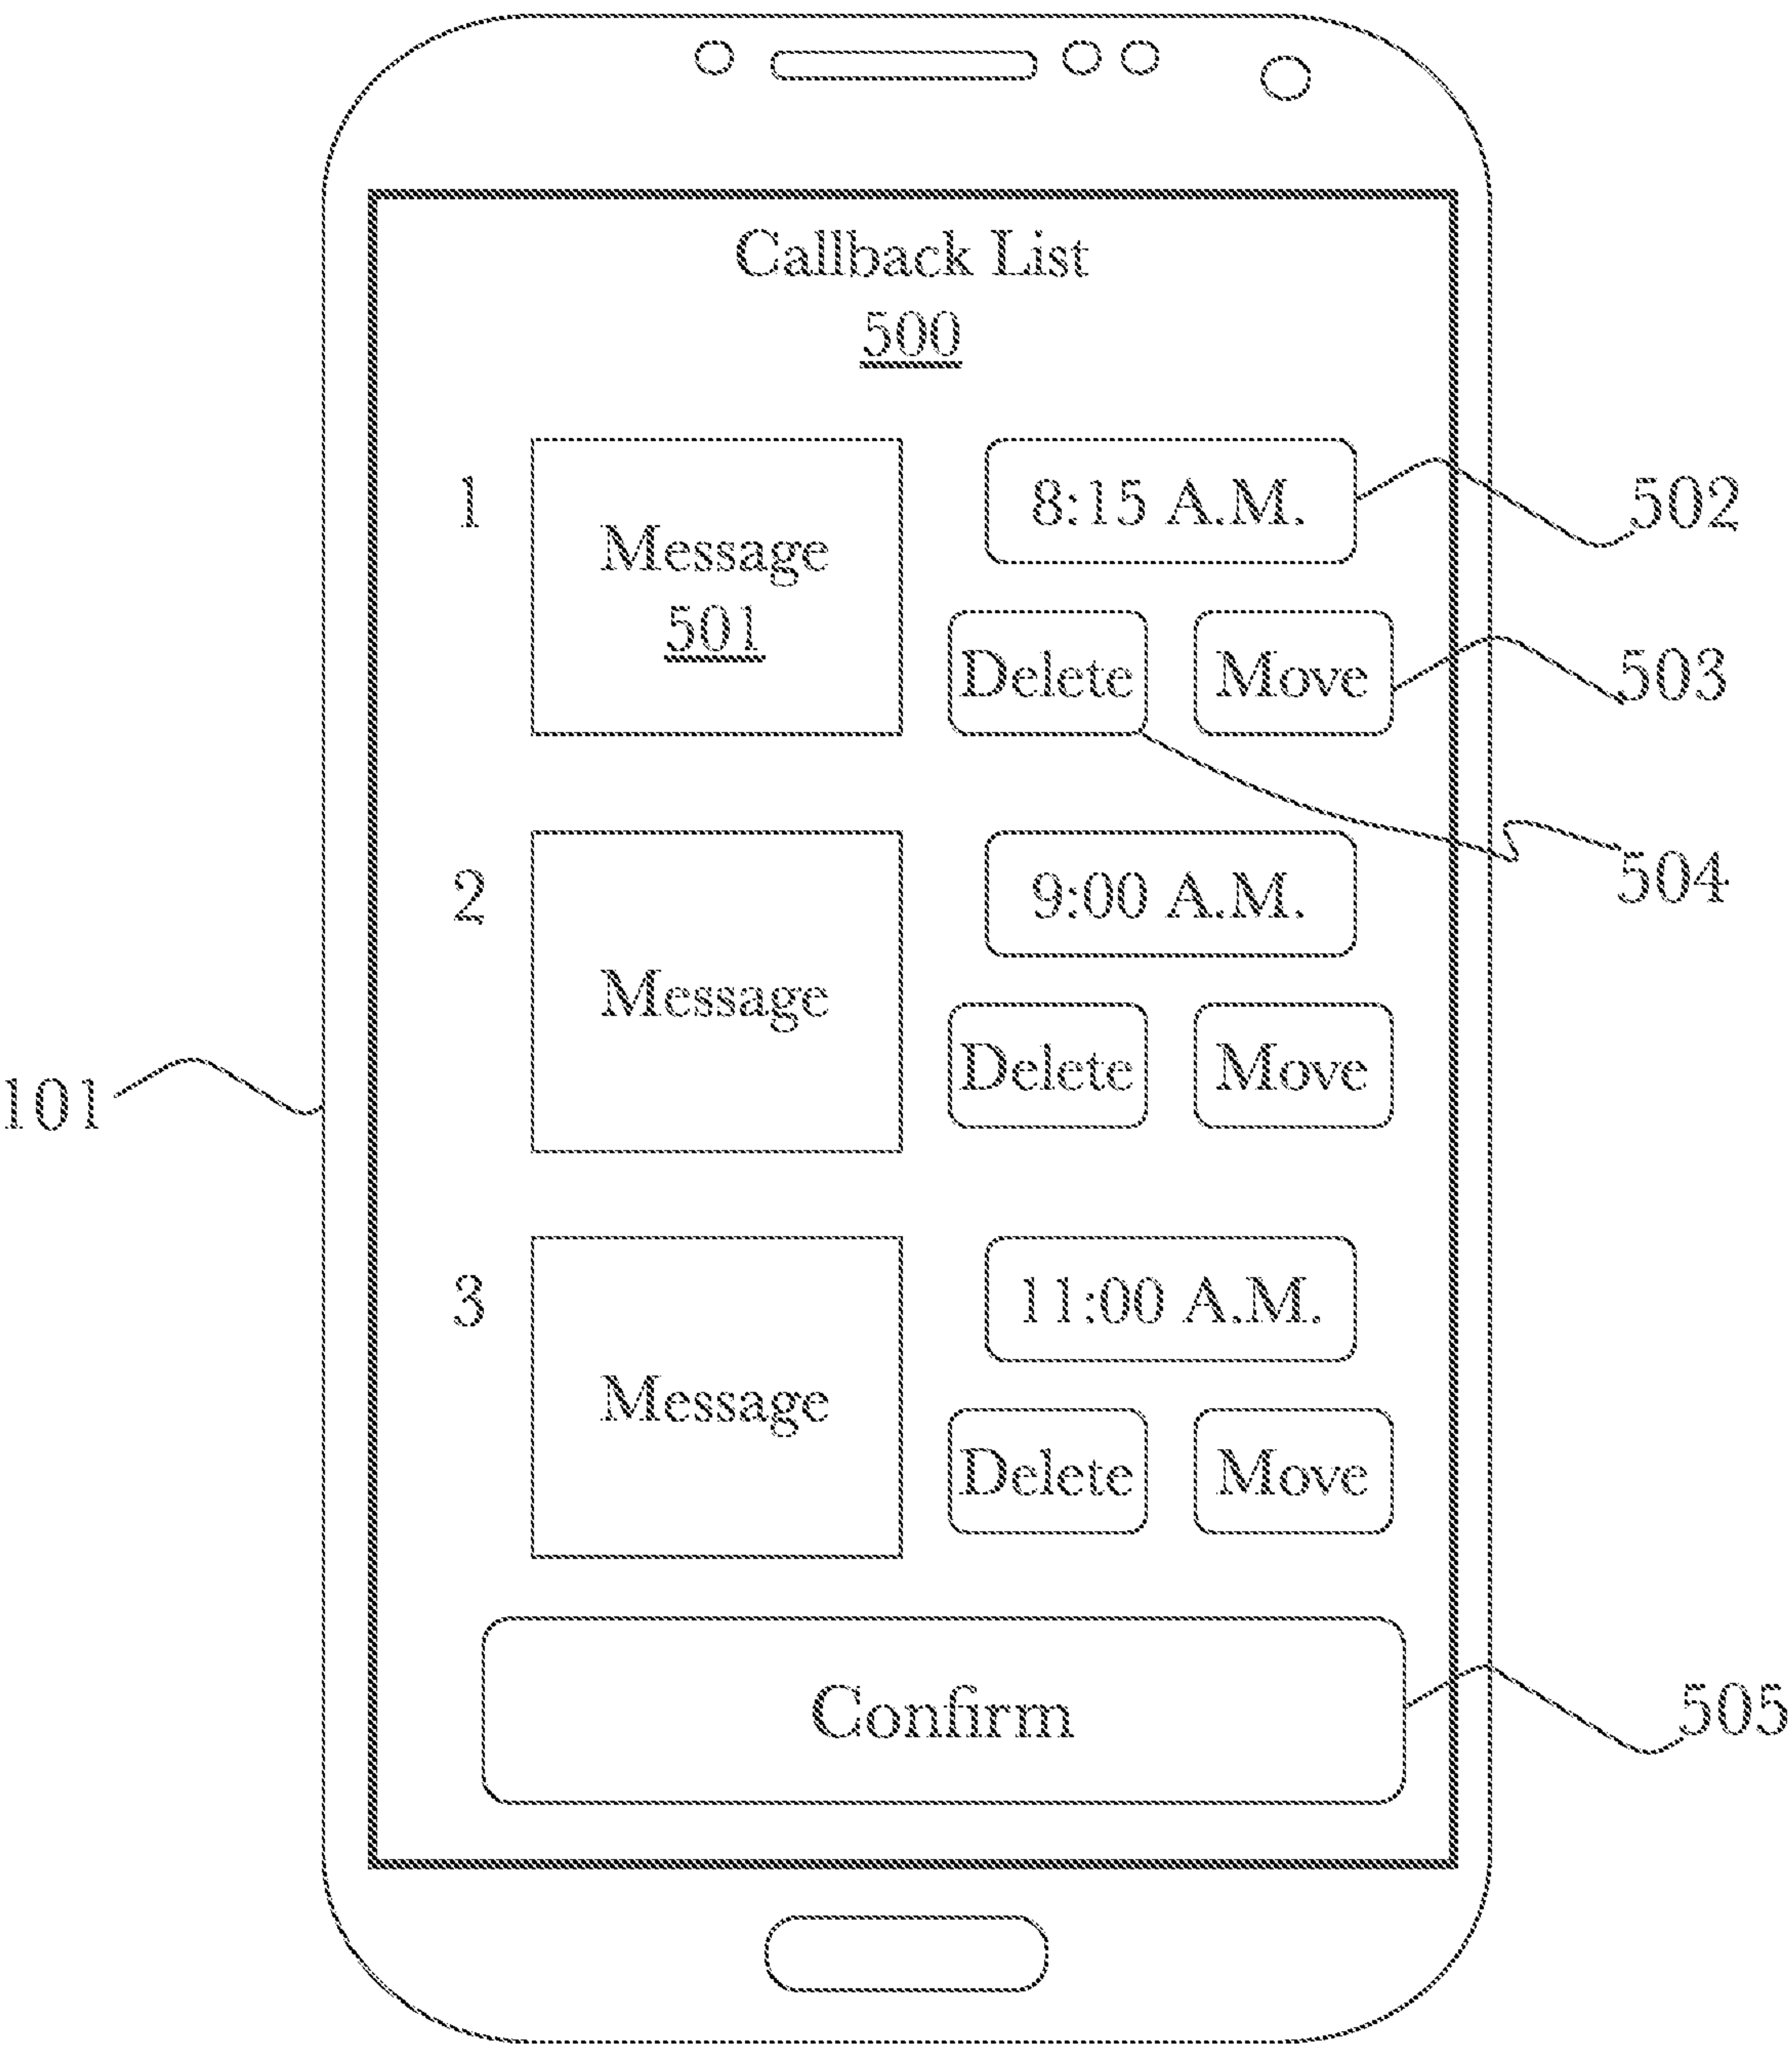 Callback List
500
1
Message
501
8:15 A.M.
502
Delete
Move
503
504
2
Message
9:00 A.M.
Delete
Move
101
3
Message
11:00 A.M.
Delete
Move
Confirm
505